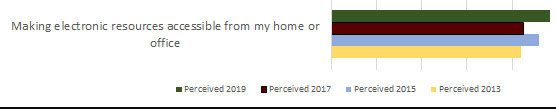 Making electronic resources accessible from my home or
office
Perceived 2019 Perceived 2017 Perceived 2015 Perceived 2013